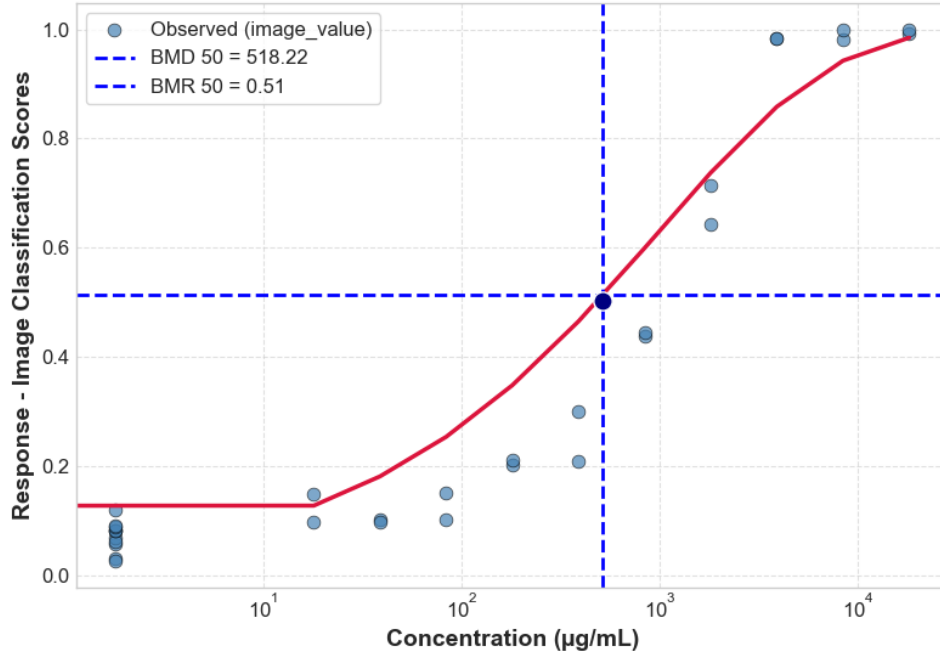 Observed (image_value)
BMD 50 = 518.22
BMR 50 = 0.51
1.0
0.8
0.6
0.4
0.2
0.0
10¹
10²
10³
10⁴
Response - Image Classification Scores
Concentration (µg/mL)